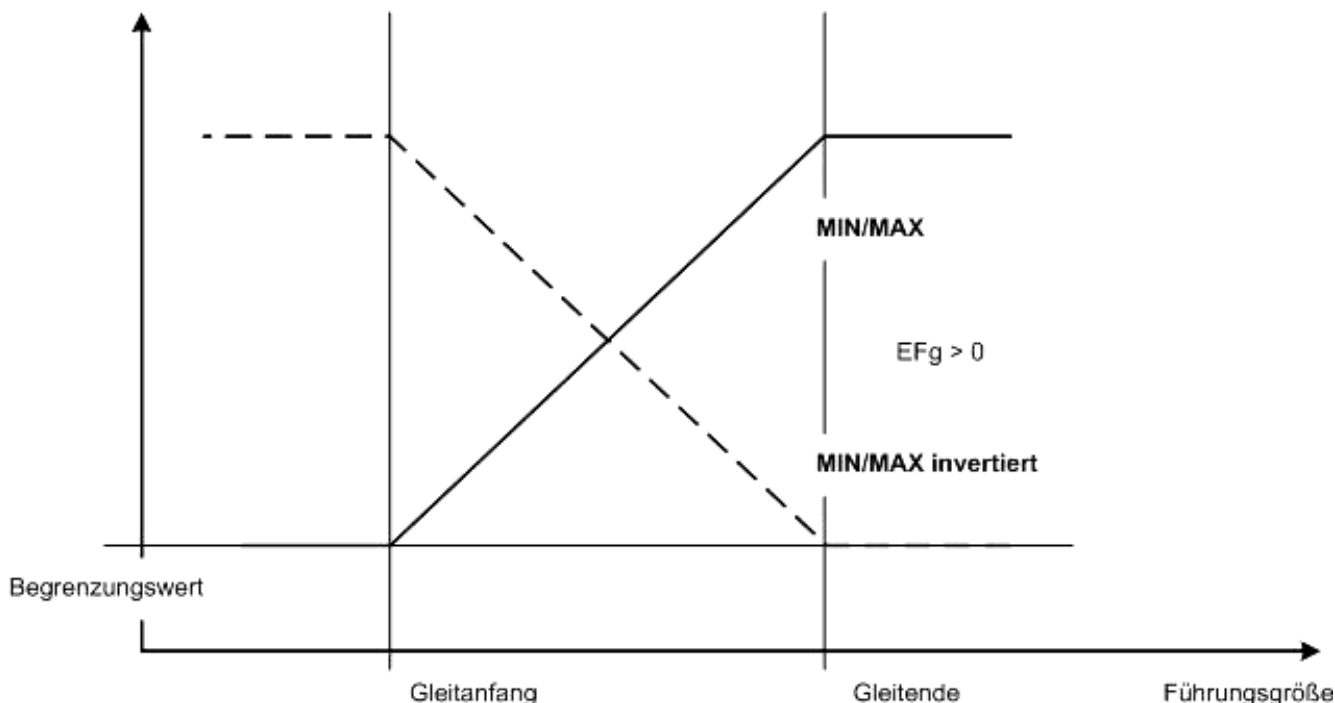 MIN/MAX
EFg > 0
MIN/MAX invertiert
Begrenzungswert
Gleitanfang
Gleitende
Führungsgröße